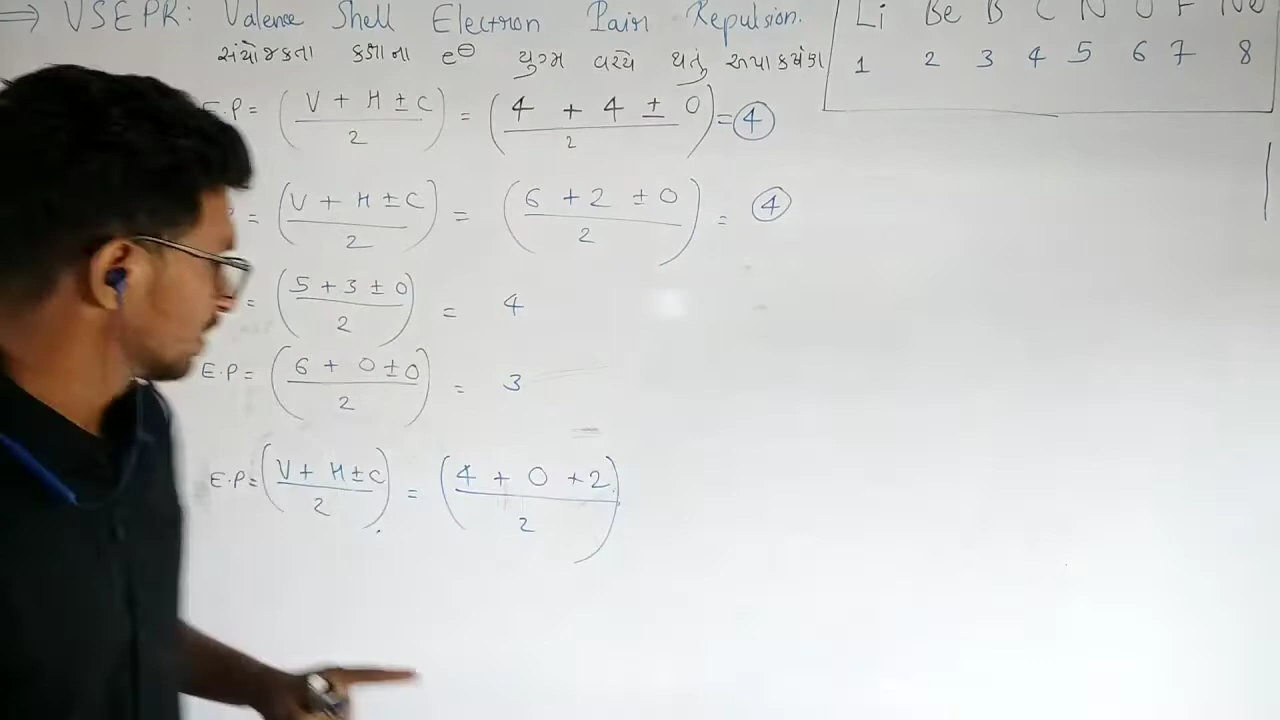 ⇒ VSEPR: Valence Shell Electron Pair Repulsion.
સંયોજકતા કક્ષાના e⊖ યુગ્મ વચ્ચે થતું અપાકર્ષણ
Li Be B C N O F Ne
1 2 3 4 5 6 7 8
E.P = (V + H ± C / 2) = (4 + 4 ± 0 / 2) = 4
= (V + H ± C / 2) = (6 + 2 ± 0 / 2) = 4
= (5 + 3 ± 0 / 2) = 4
E.P = (6 + 0 ± 0 / 2) = 3
E.P = (V + H ± C / 2) = (4 + 0 + 2 / 2)